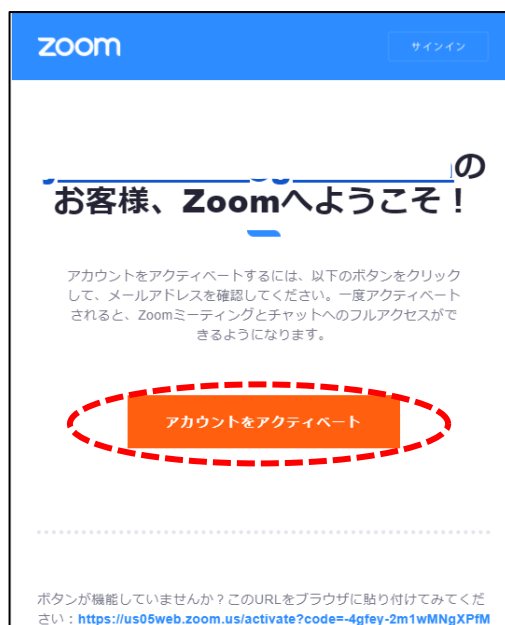 zoom
サインイン
の
お客様、Zoomへようこそ！
アカウントをアクティベートするには、以下のボタンをクリック
して、メールアドレスを確認してください。一度アクティベート
されると、Zoomミーティングとチャットへのフルアクセスがで
きるようになります。
アカウントをアクティベート
ボタンが機能していませんか？このURLをブラウザに貼り付けてみてくだ
さい：https://us05web.zoom.us/activate?code=-4gfey-2m1wMNgXPfM